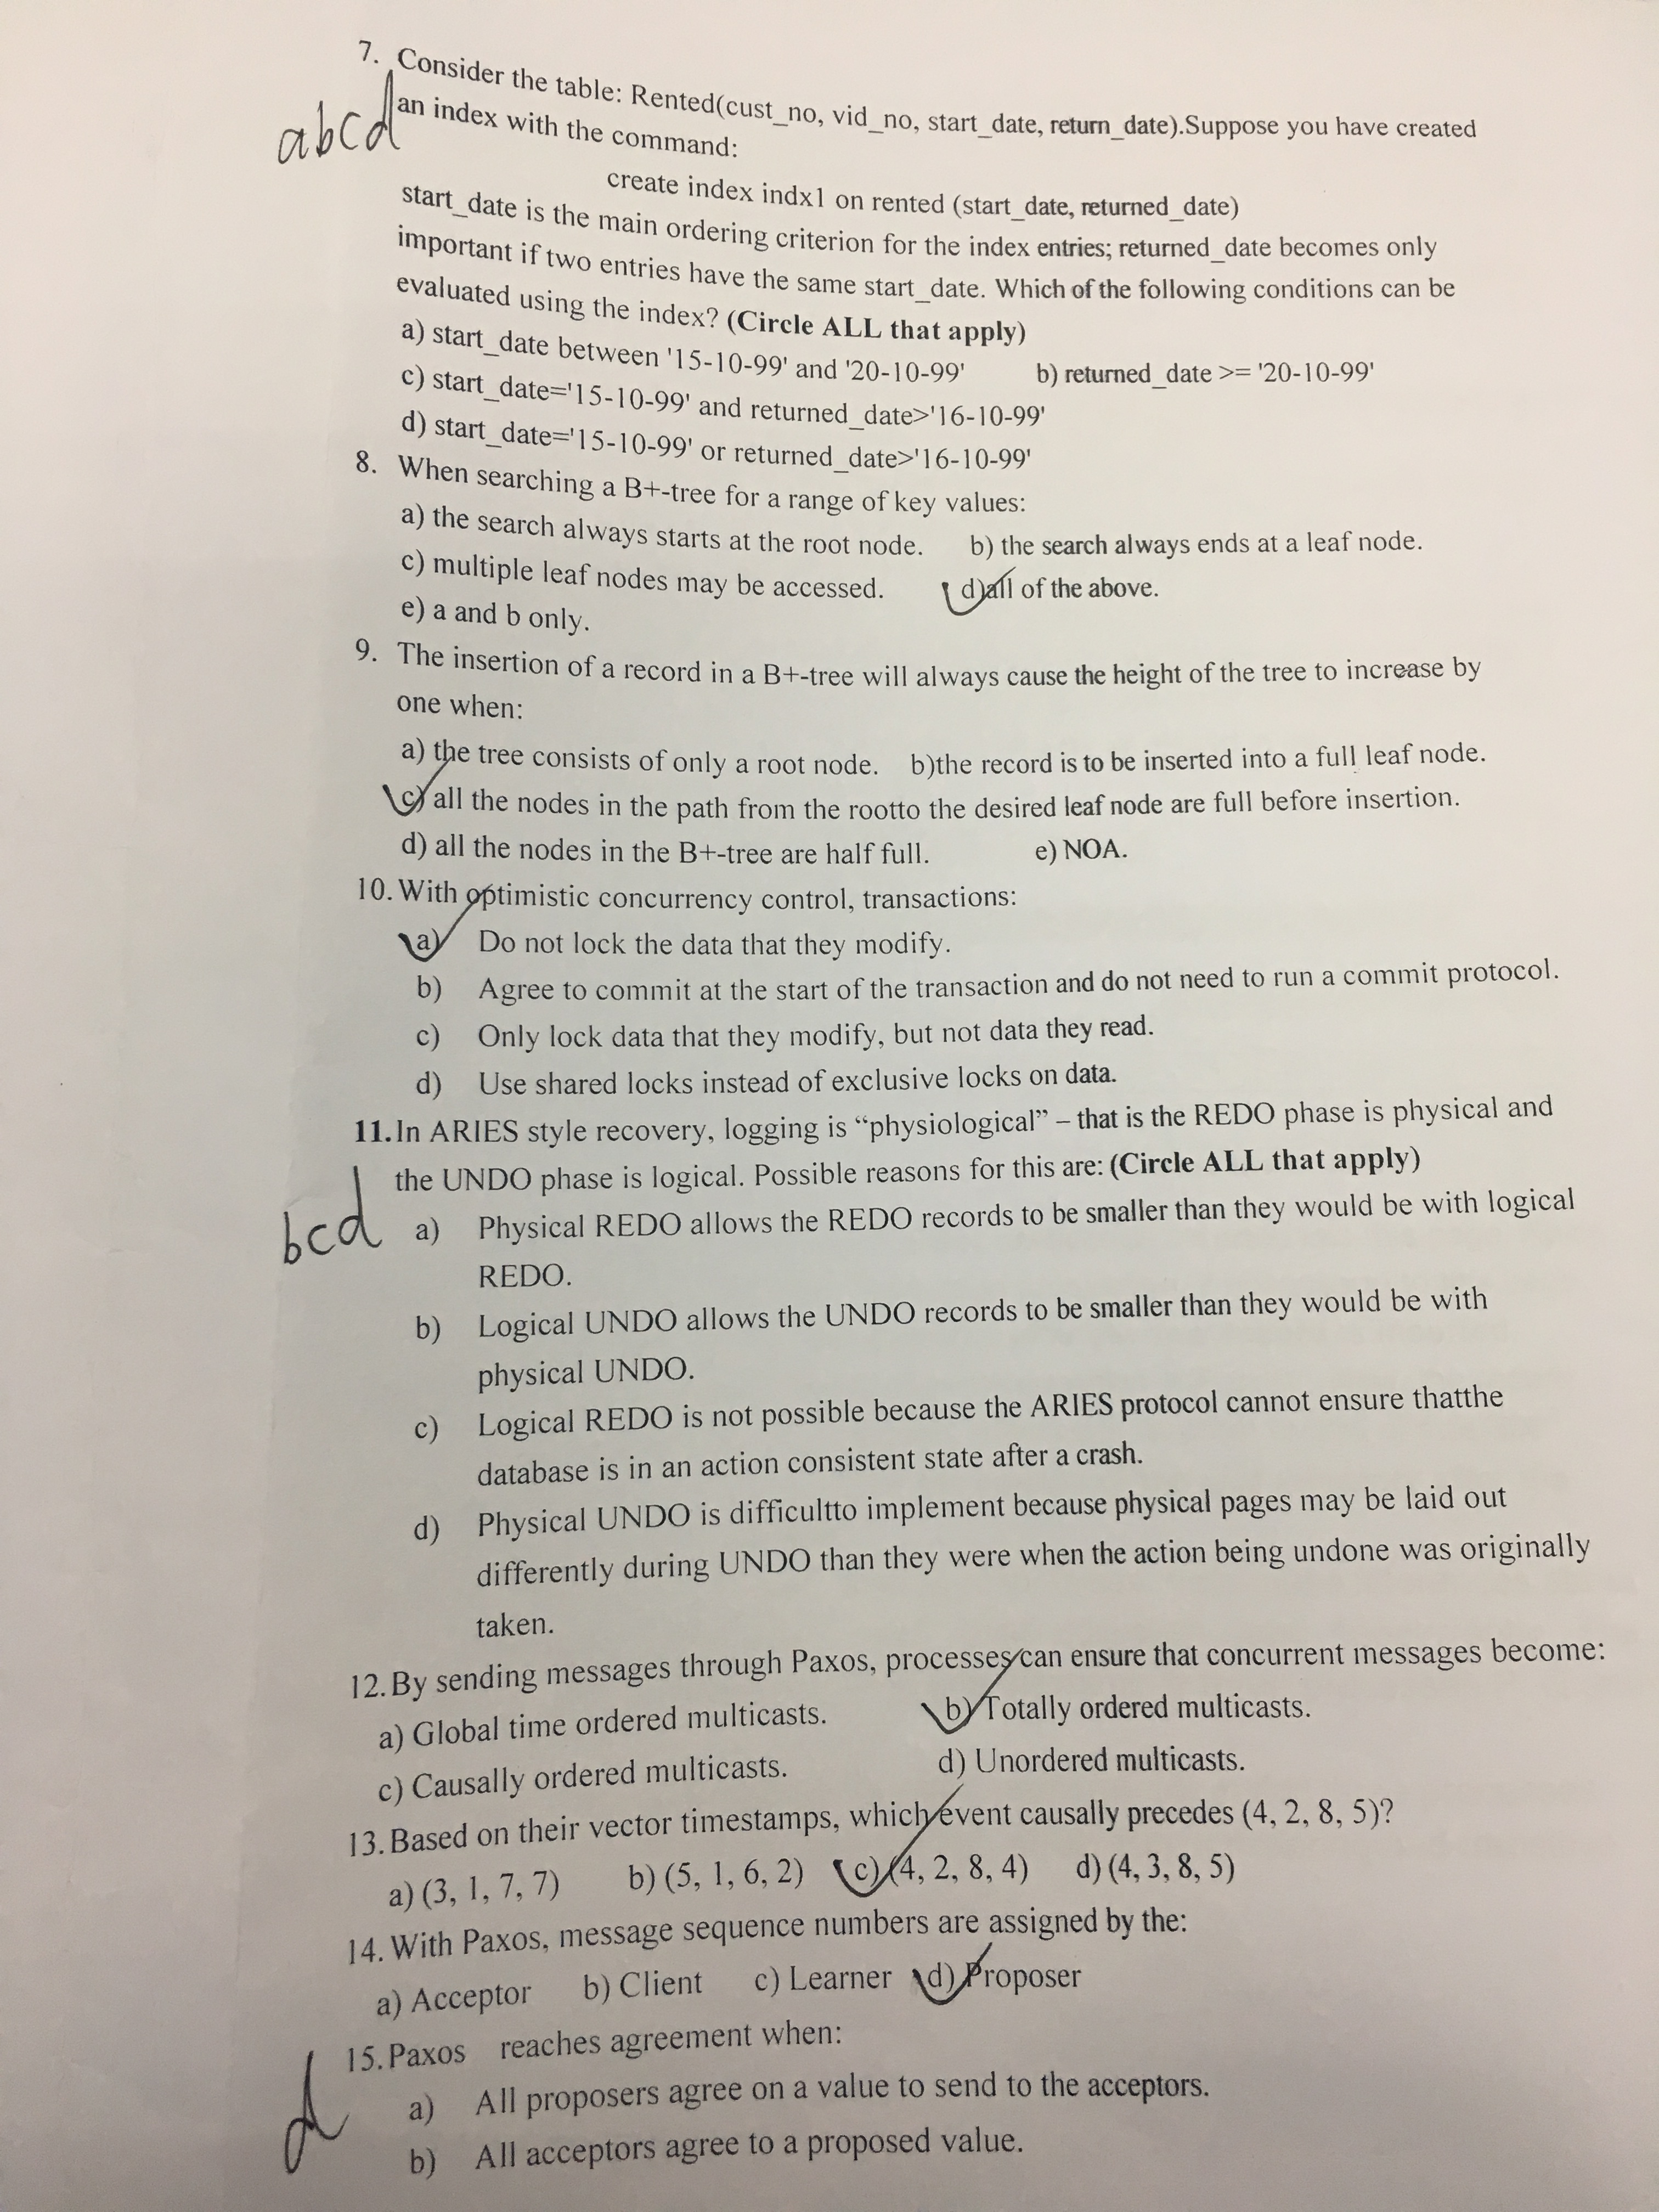 7. Consider the table: Rented(cust_no, vid_no, start_date, return_date).Suppose you have created
abcd
an index with the command:
create index indx1 on rented (start_date, returned_date)
start_date is the main ordering criterion for the index entries; returned_date becomes only
important if two entries have the same start_date. Which of the following conditions can be
evaluated using the index? (Circle ALL that apply)
a) start_date between '15-10-99' and '20-10-99' b) returned_date >= '20-10-99'
c) start_date='15-10-99' and returned_date>'16-10-99'
d) start_date='15-10-99' or returned_date>'16-10-99'
8. When searching a B+-tree for a range of key values:
a) the search always starts at the root node. b) the search always ends at a leaf node.
c) multiple leaf nodes may be accessed. d)all of the above.
e) a and b only.
9. The insertion of a record in a B+-tree will always cause the height of the tree to increase by
one when:
a) the tree consists of only a root node. b)the record is to be inserted into a full leaf node.
c) all the nodes in the path from the rootto the desired leaf node are full before insertion.
d) all the nodes in the B+-tree are half full. e) NOA.
10. With optimistic concurrency control, transactions:
a) Do not lock the data that they modify.
b) Agree to commit at the start of the transaction and do not need to run a commit protocol.
c) Only lock data that they modify, but not data they read.
d) Use shared locks instead of exclusive locks on data.
11.In ARIES style recovery, logging is “physiological” – that is the REDO phase is physical and
the UNDO phase is logical. Possible reasons for this are: (Circle ALL that apply)
bcd
a) Physical REDO allows the REDO records to be smaller than they would be with logical
REDO.
b) Logical UNDO allows the UNDO records to be smaller than they would be with
physical UNDO.
c) Logical REDO is not possible because the ARIES protocol cannot ensure thatthe
database is in an action consistent state after a crash.
d) Physical UNDO is difficultto implement because physical pages may be laid out
differently during UNDO than they were when the action being undone was originally
taken.
12.By sending messages through Paxos, processes can ensure that concurrent messages become:
a) Global time ordered multicasts. b) Totally ordered multicasts.
c) Causally ordered multicasts. d) Unordered multicasts.
13.Based on their vector timestamps, which event causally precedes (4, 2, 8, 5)?
a) (3, 1, 7, 7) b) (5, 1, 6, 2) c) (4, 2, 8, 4) d) (4, 3, 8, 5)
14. With Paxos, message sequence numbers are assigned by the:
a) Acceptor b) Client c) Learner d) Proposer
15.Paxos reaches agreement when:
d
a) All proposers agree on a value to send to the acceptors.
b) All acceptors agree to a proposed value.